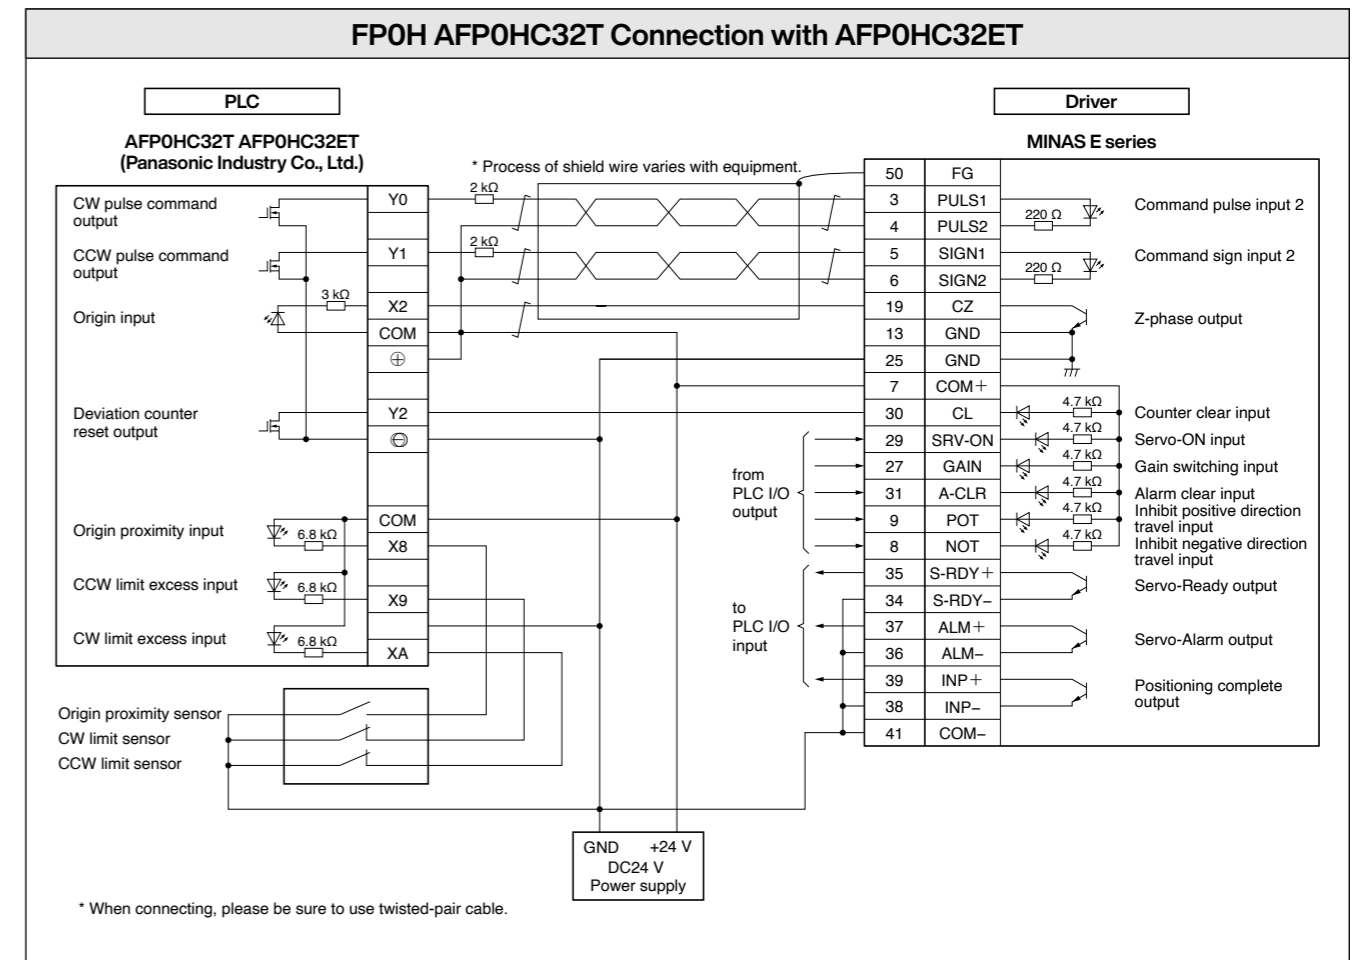 FP0H AFP0HC32T Connection with AFP0HC32ET
PLC
AFP0HC32T AFP0HC32ET
(Panasonic Industry Co., Ltd.)
Driver
MINAS E series
* Process of shield wire varies with equipment.
CW pulse command
output
CCW pulse command
output
Origin input
Deviation counter
reset output
Origin proximity input
CCW limit excess input
CW limit excess input
3 kΩ
6.8 kΩ
6.8 kΩ
6.8 kΩ
Y0
Y1
X2
COM
⊕
Y2
⊖
COM
X8
X9
XA
2 kΩ
2 kΩ
Origin proximity sensor
CW limit sensor
CCW limit sensor
from
PLC I/O
output
to
PLC I/O
input
50 FG
3 PULS1
4 PULS2
5 SIGN1
6 SIGN2
19 CZ
13 GND
25 GND
7 COM+
30 CL
29 SRV-ON
27 GAIN
31 A-CLR
9 POT
8 NOT
35 S-RDY+
34 S-RDY−
37 ALM+
36 ALM−
39 INP+
38 INP−
41 COM−
220 Ω
220 Ω
4.7 kΩ
4.7 kΩ
4.7 kΩ
4.7 kΩ
4.7 kΩ
4.7 kΩ
Command pulse input 2
Command sign input 2
Z-phase output
Counter clear input
Servo-ON input
Gain switching input
Alarm clear input
Inhibit positive direction
travel input
Inhibit negative direction
travel input
Servo-Ready output
Servo-Alarm output
Positioning complete
output
GND +24 V
DC24 V
Power supply
* When connecting, please be sure to use twisted-pair cable.